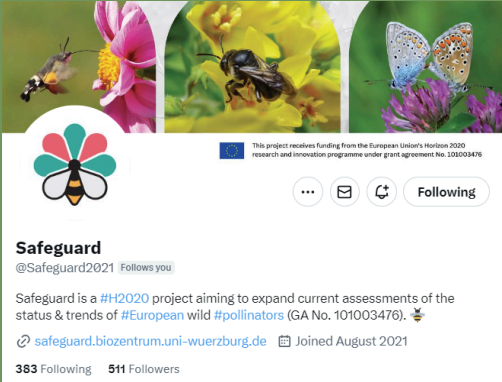 This project receives funding from the European Union's Horizon 2020
research and innovation programme under grant agreement No. 101003476
Following
Safeguard
@Safeguard2021 Follows you
Safeguard is a #H2020 project aiming to expand current assessments of the
status & trends of #European wild #pollinators (GA No. 101003476). 🐝
safeguard.biozentrum.uni-wuerzburg.de Joined August 2021
383 Following 511 Followers